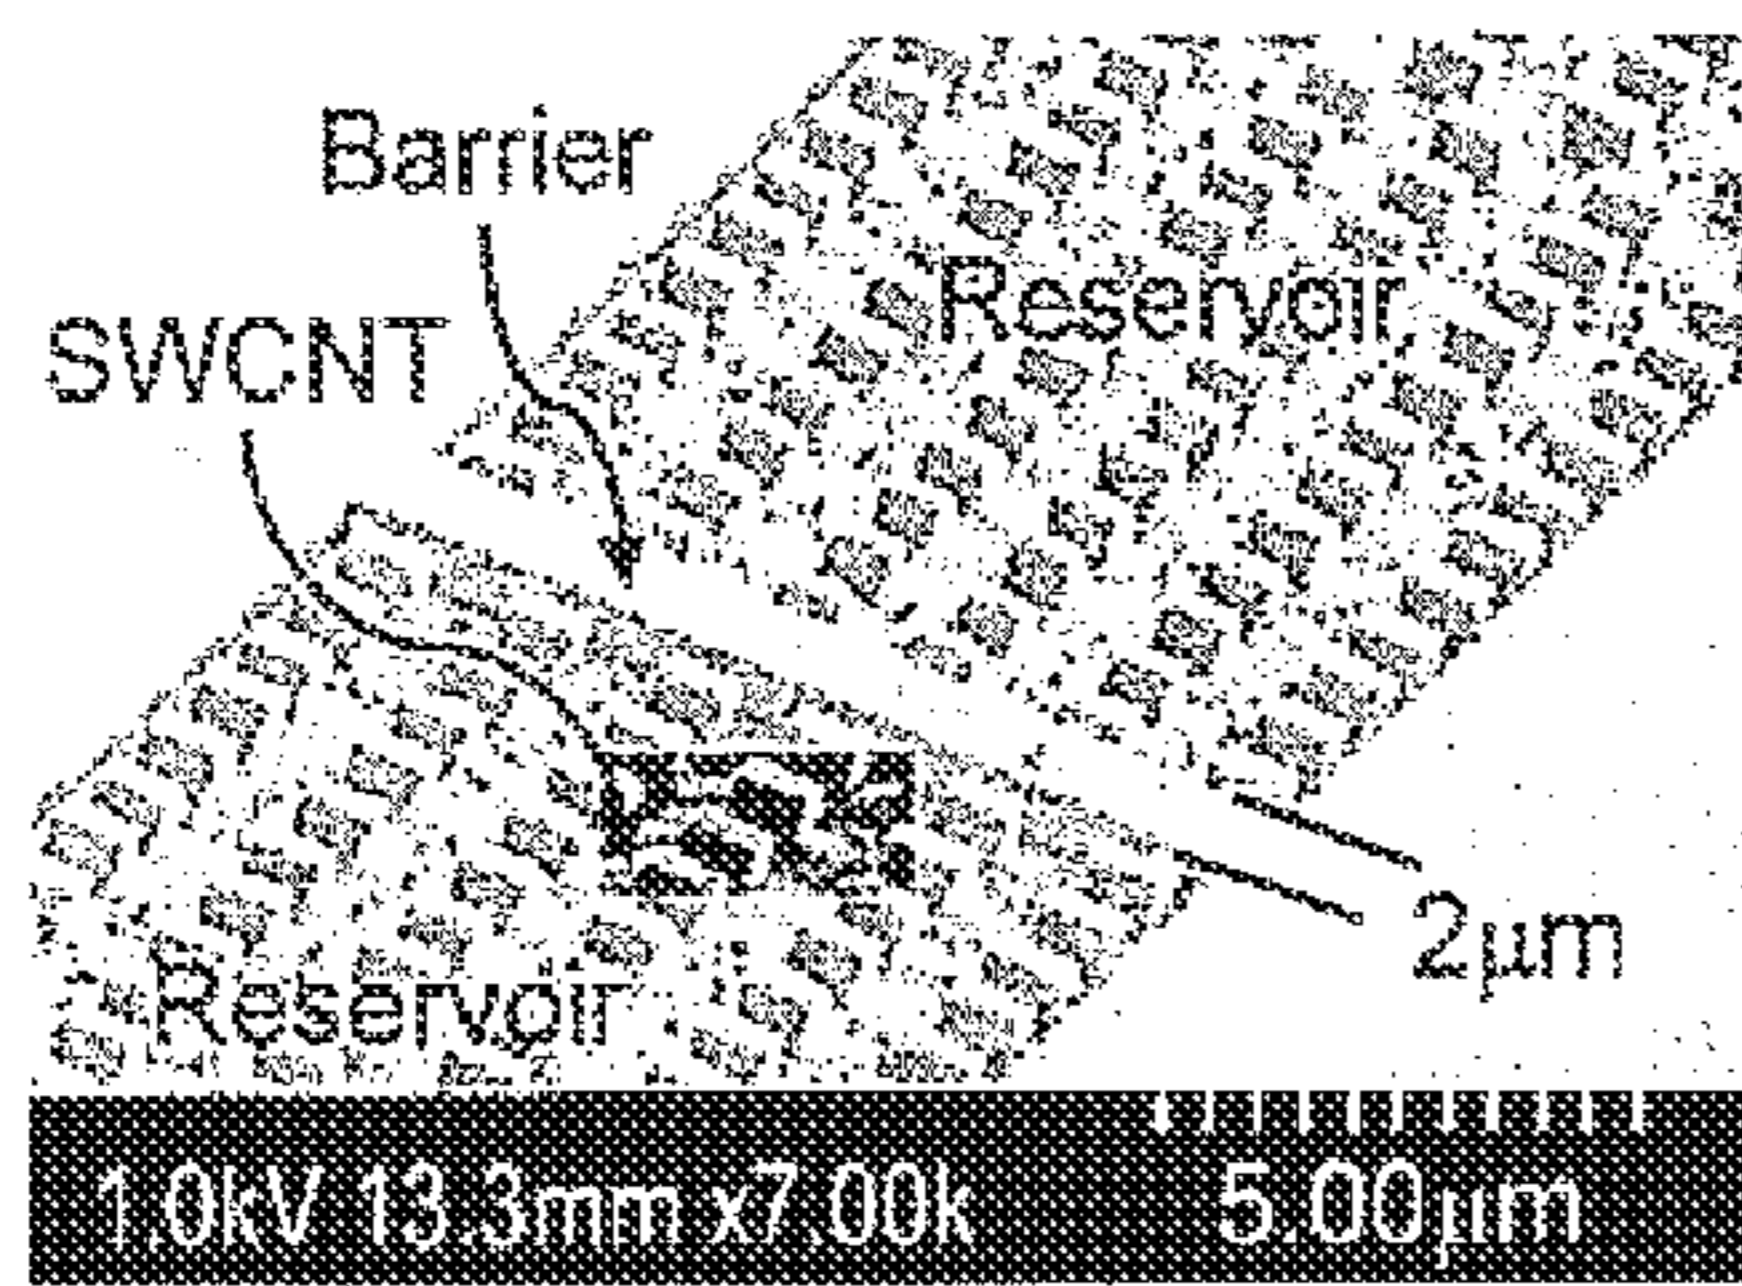 Barrier
SWCNT
Reservoir
2μm
Reservoir
1.0kV 13.3mm x7.00k 5.00μm